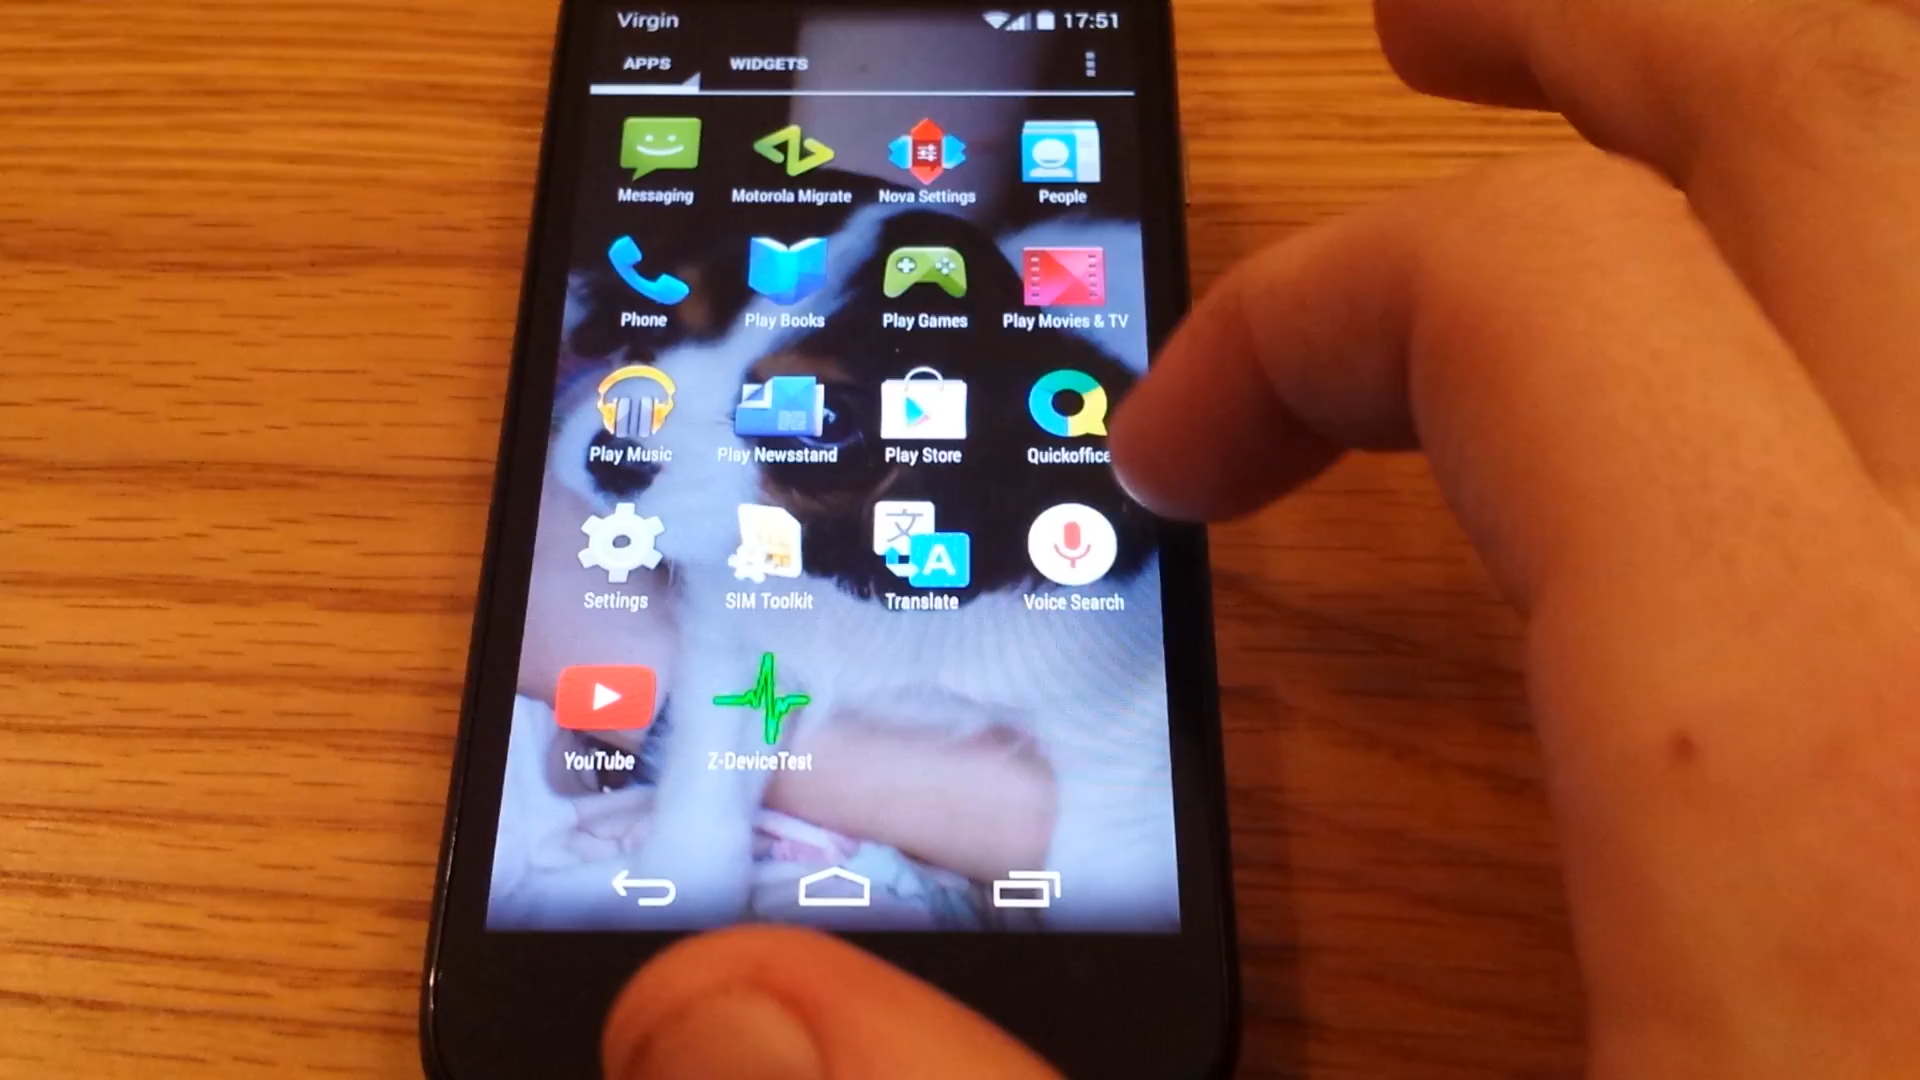 Virgin 17:51
APPS WIDGETS
Messaging Motorola Migrate Nova Settings People
Phone Play Books Play Games Play Movies & TV
Play Music Play Newsstand Play Store Quickoffice
文 A
Settings SIM Toolkit Translate Voice Search
YouTube Z-DeviceTest